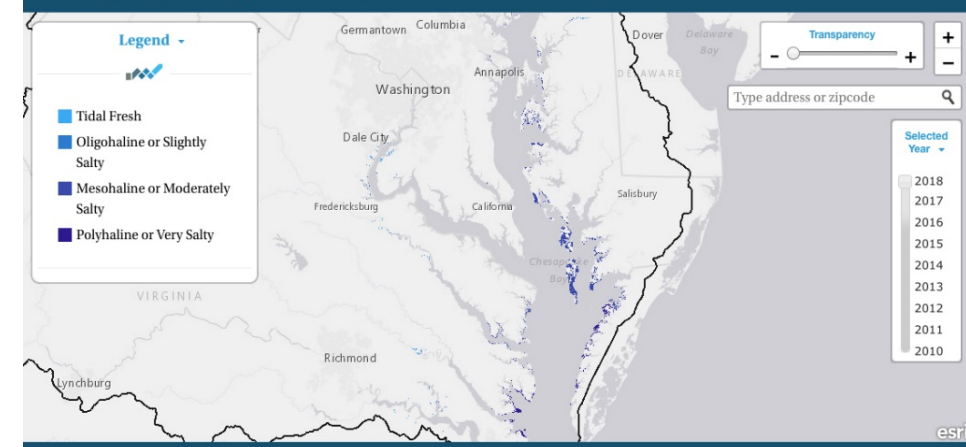 Legend
Tidal Fresh
Oligohaline or Slightly
Salty
Mesohaline or Moderately
Salty
Polyhaline or Very Salty
Germantown
Columbia
Annapolis
Washington
Dale City
Fredericksburg
California
Chesapeake
Bay
VIRGINIA
Richmond
Lynchburg
Dover
Delaware
Bay
DELAWARE
Salisbury
Transparency
- +
+
-
Type address or zipcode
Selected
Year
2018
2017
2016
2015
2014
2013
2012
2011
2010
esri